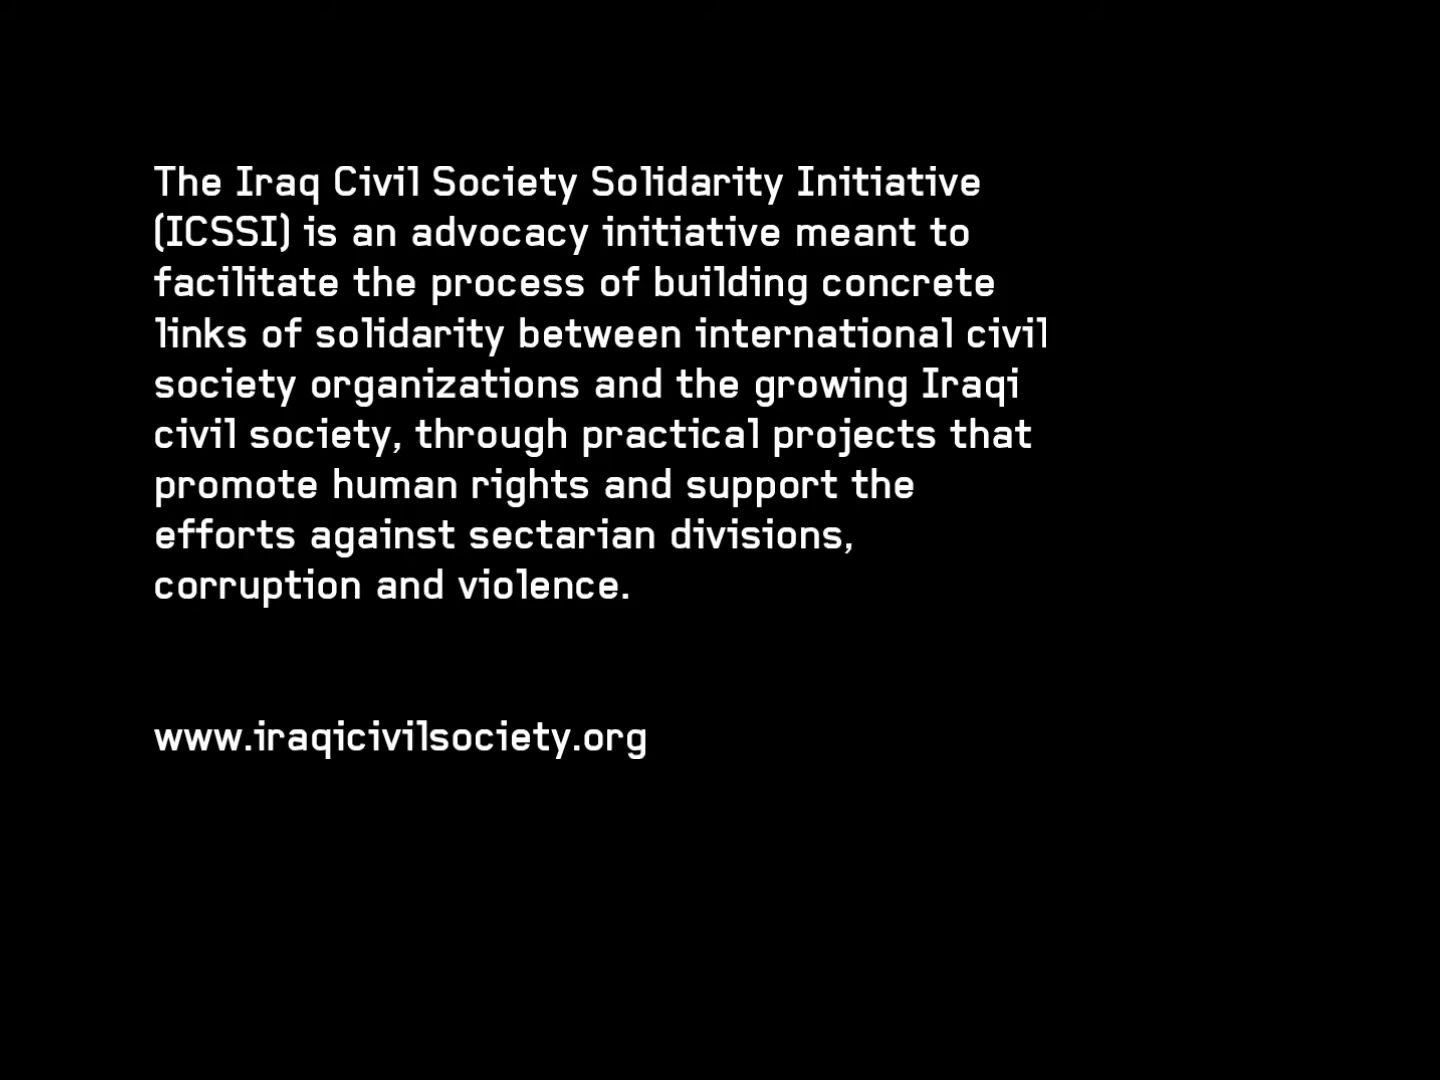 The Iraq Civil Society Solidarity Initiative
(ICSSI) is an advocacy initiative meant to
facilitate the process of building concrete
links of solidarity between international civil
society organizations and the growing Iraqi
civil society, through practical projects that
promote human rights and support the
efforts against sectarian divisions,
corruption and violence.
www.iraqicivilsociety.org